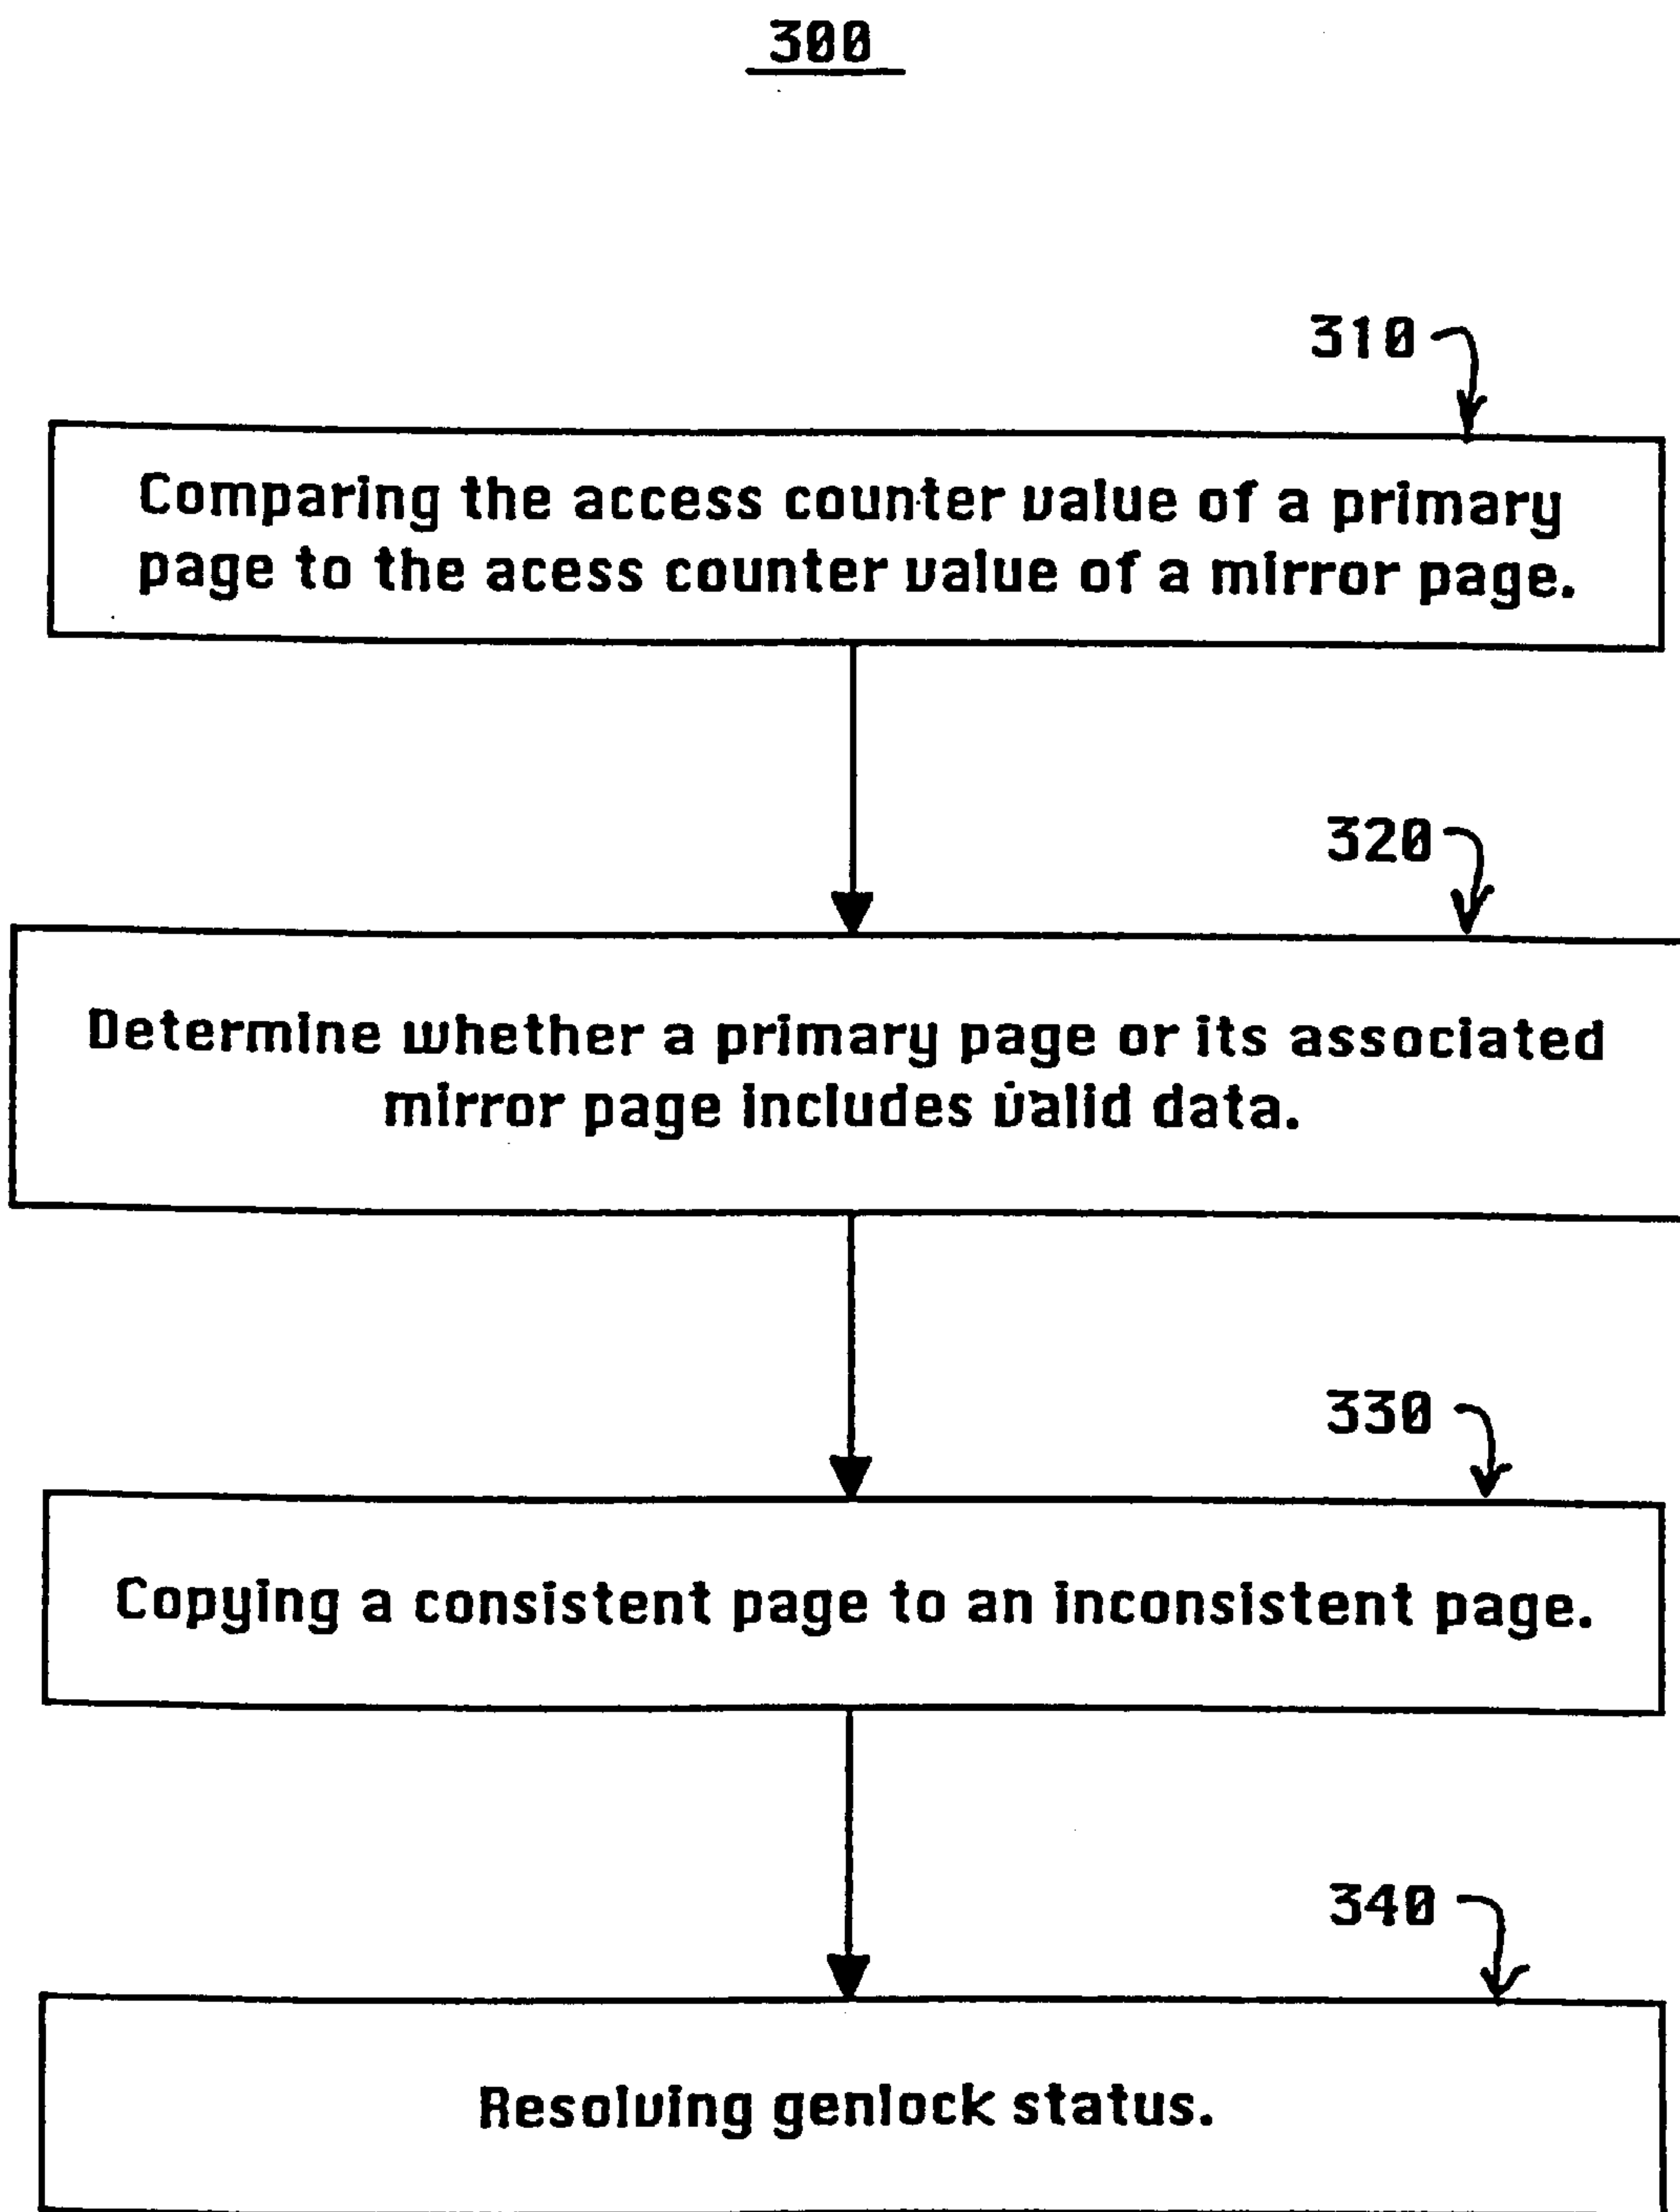 300
310
Comparing the access counter value of a primary
page to the acess counter value of a mirror page.
320
Determine whether a primary page or its associated
mirror page includes valid data.
330
Copying a consistent page to an inconsistent page.
340
Resolving genlock status.